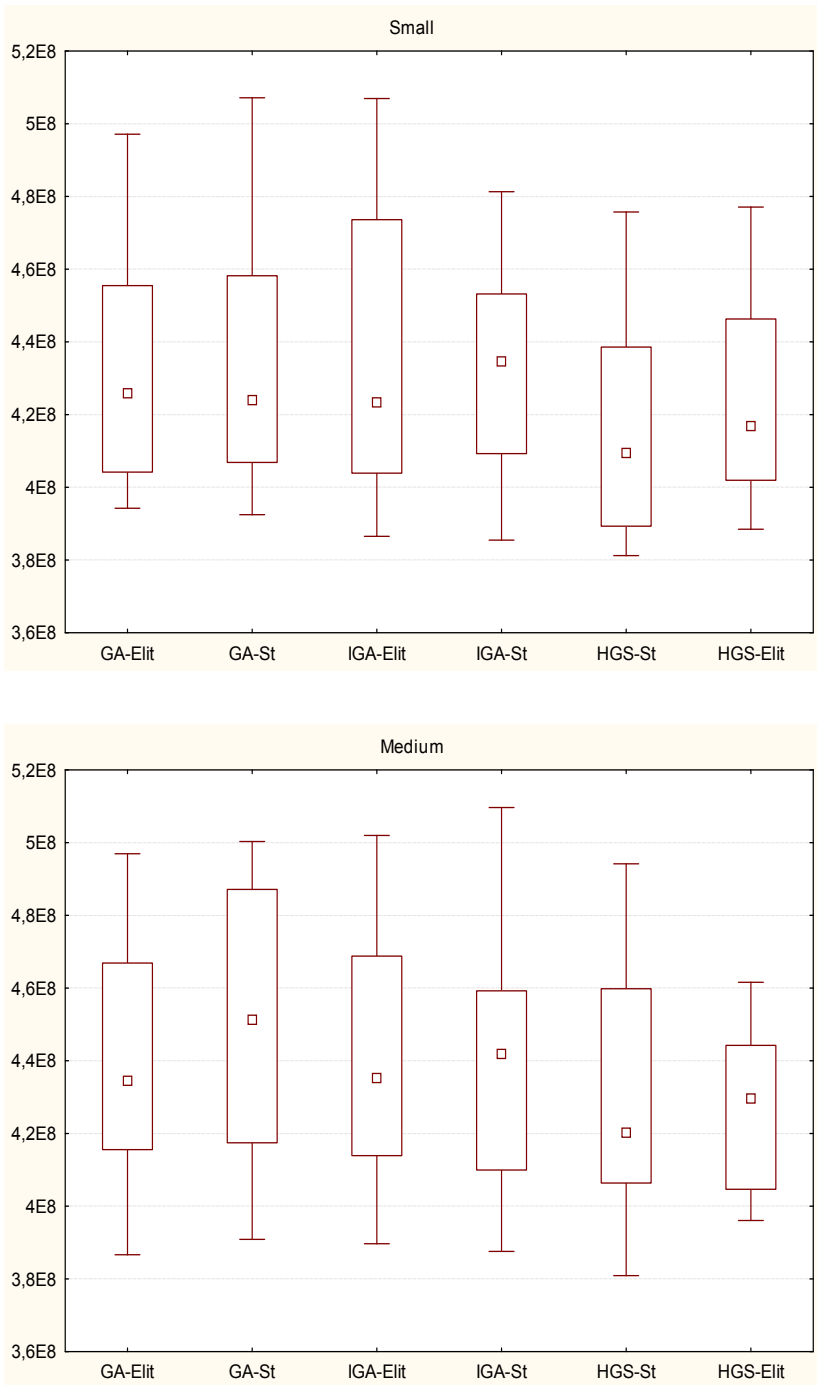 Small
5,2E8
5E8
4,8E8
4,6E8
4,4E8
4,2E8
4E8
3,8E8
3,6E8
GA-Elit GA-St IGA-Elit IGA-St HGS-St HGS-Elit
Medium
5,2E8
5E8
4,8E8
4,6E8
4,4E8
4,2E8
4E8
3,8E8
3,6E8
GA-Elit GA-St IGA-Elit IGA-St HGS-St HGS-Elit